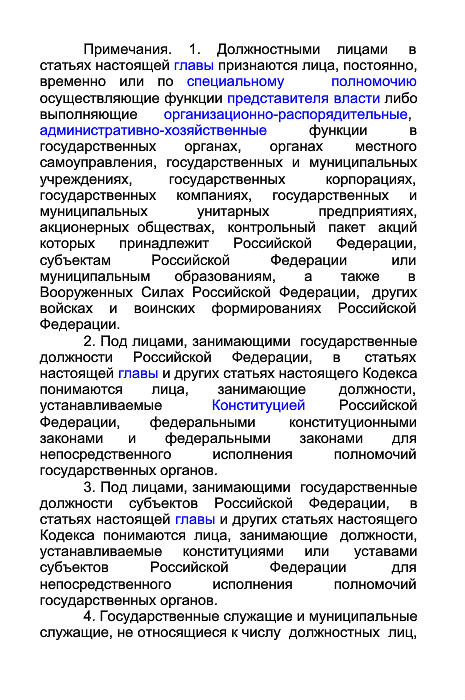 Примечания. 1. Должностными лицами в
статьях настоящей главы признаются лица, постоянно,
временно или по специальному полномочию
осуществляющие функции представителя власти либо
выполняющие организационно-распорядительные,
административно-хозяйственные функции в
государственных органах, органах местного
самоуправления, государственных и муниципальных
учреждениях, государственных корпорациях,
государственных компаниях, государственных и
муниципальных унитарных предприятиях,
акционерных обществах, контрольный пакет акций
которых принадлежит Российской Федерации,
субъектам Российской Федерации или
муниципальным образованиям, а также в
Вооруженных Силах Российской Федерации, других
войсках и воинских формированиях Российской
Федерации.
2. Под лицами, занимающими государственные
должности Российской Федерации, в статьях
настоящей главы и других статьях настоящего Кодекса
понимаются лица, занимающие должности,
устанавливаемые Конституцией Российской
Федерации, федеральными конституционными
законами и федеральными законами для
непосредственного исполнения полномочий
государственных органов.
3. Под лицами, занимающими государственные
должности субъектов Российской Федерации, в
статьях настоящей главы и других статьях настоящего
Кодекса понимаются лица, занимающие должности,
устанавливаемые конституциями или уставами
субъектов Российской Федерации для
непосредственного исполнения полномочий
государственных органов.
4. Государственные служащие и муниципальные
служащие, не относящиеся к числу должностных лиц,